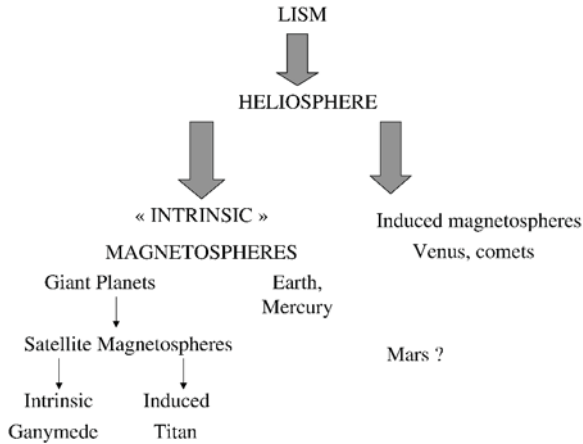 LISM
HELIOSPHERE
« INTRINSIC »
MAGNETOSPHERES
Induced magnetospheres
Venus, comets
Giant Planets
Earth,
Mercury
Satellite Magnetospheres
Mars ?
Intrinsic
Ganymede
Induced
Titan